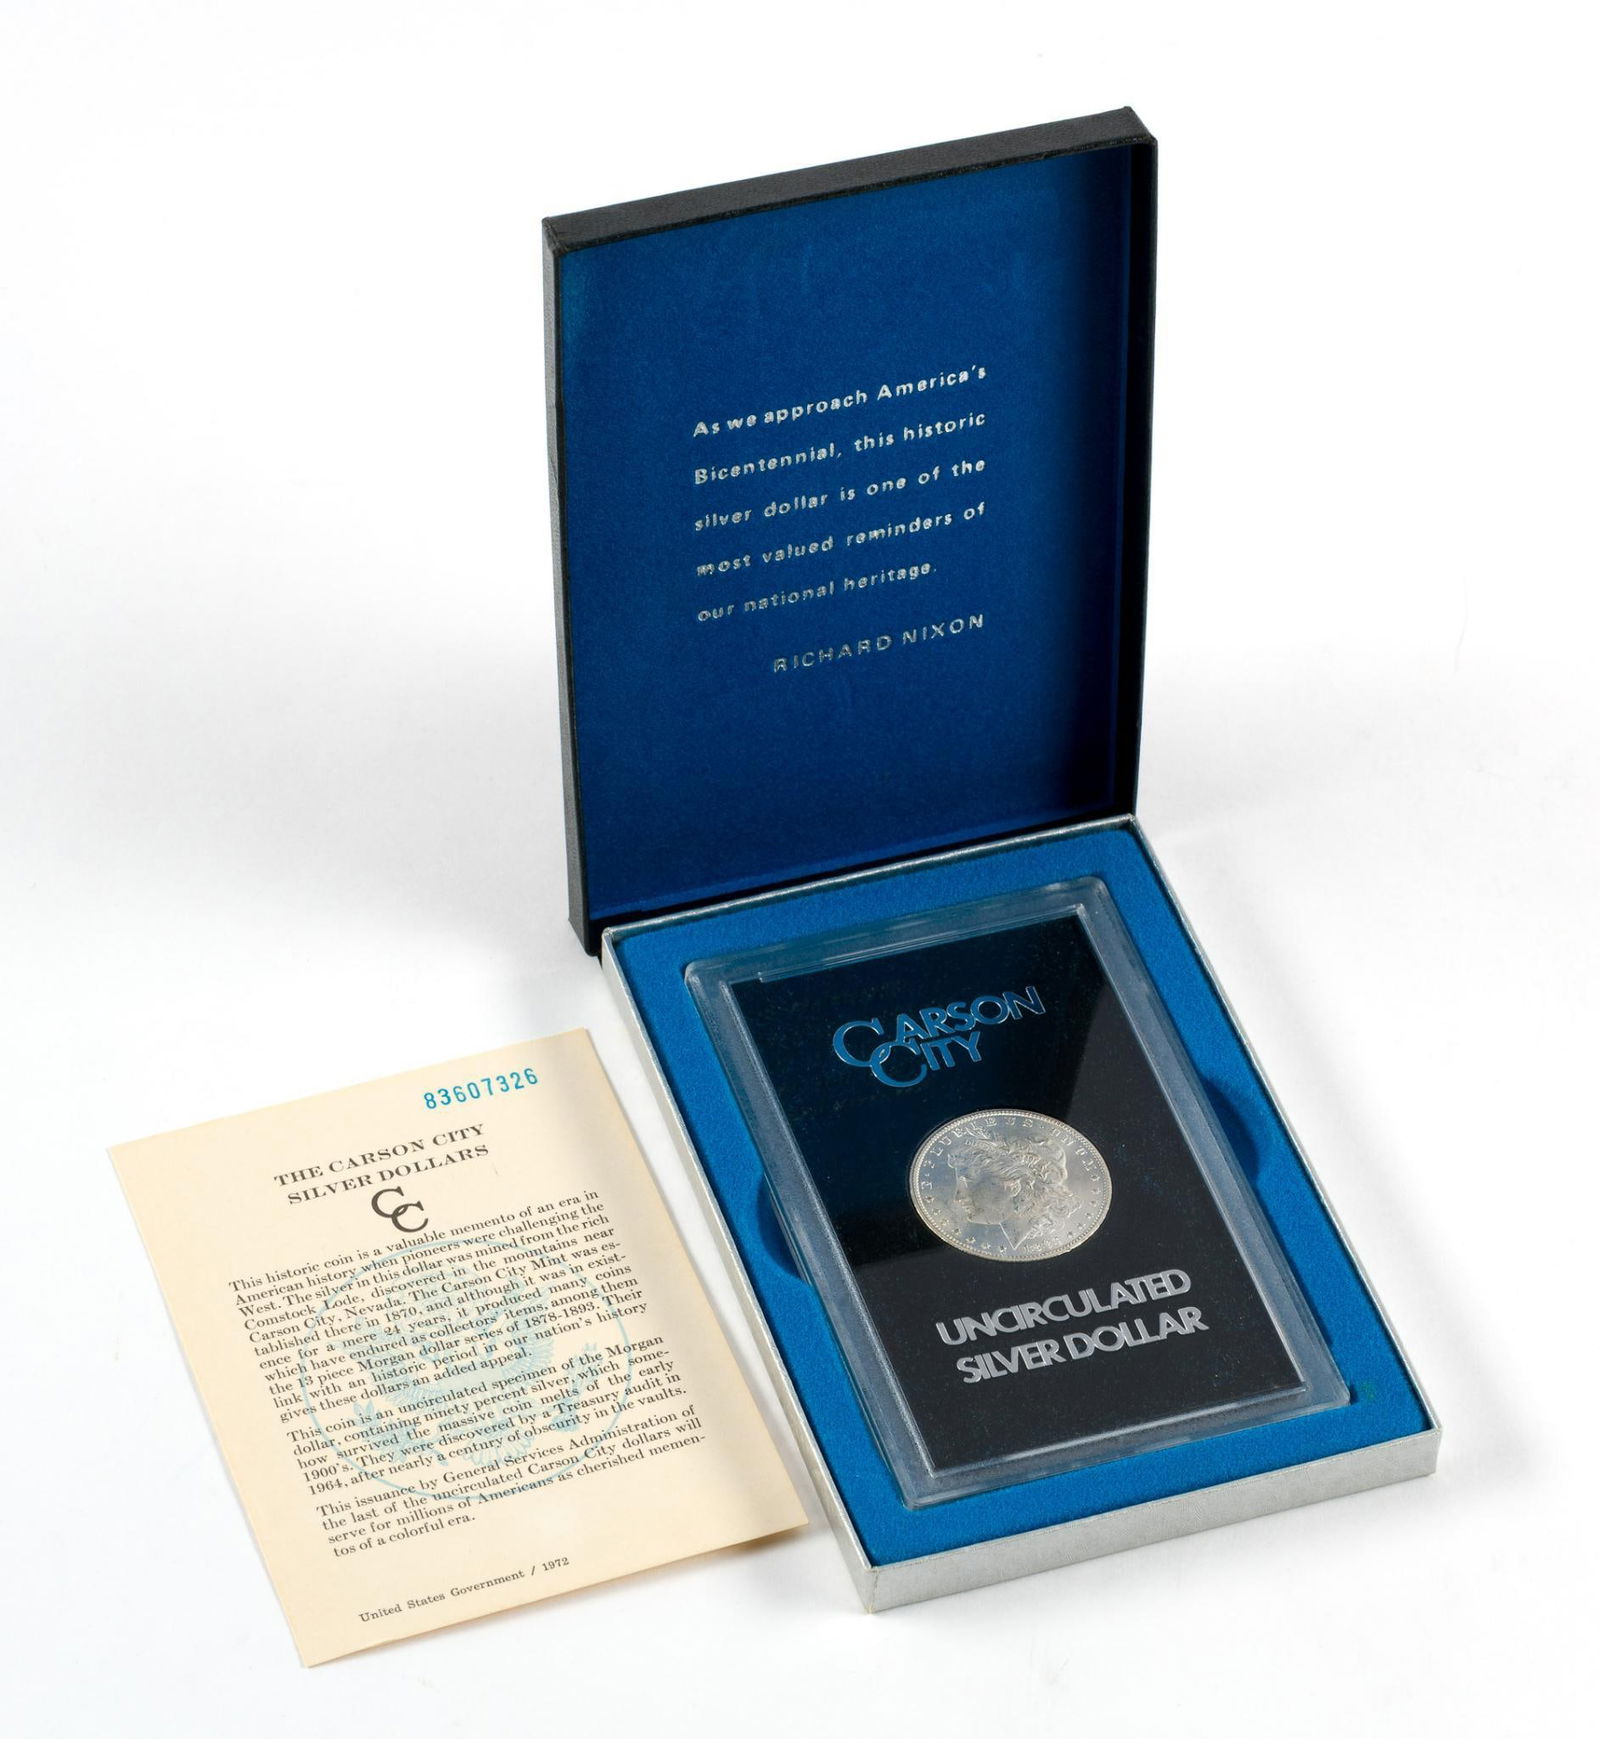 As we approach America's
Bicentennial, this historic
silver dollar is one of the
most valued reminders of
our national heritage.
RICHARD NIXON
CARSON
CITY
E PLURIBUS UNUM
UNCIRCULATED
SILVER DOLLAR
83607326
THE CARSON CITY
SILVER DOLLARS
CC
This historic coin is a valuable memento of an era in
American history when pioneers were challenging the
West. The silver in this dollar was mined from the rich
Comstock Lode, discovered in the mountains near
Carson City, Nevada. The Carson City Mint was es-
tablished there in 1870, and although it was in exist-
ence for a mere 24 years, it produced many coins
which have endured as collectors items, among them
the 13 piece Morgan dollar series of 1878-1893. Their
link with an historic period in our nation's history
gives these dollars an added appeal.
This coin is an uncirculated specimen of the Morgan
dollar, containing ninety percent silver, which some-
how survived the massive coin melts of the early
1900's. They were discovered by a Treasury audit in
1964, after nearly a century of obscurity in the vaults.
This issuance by General Services Administration of
the last of the uncirculated Carson City dollars will
serve for millions of Americans as cherished memen-
tos of a colorful era.
United States Government / 1972